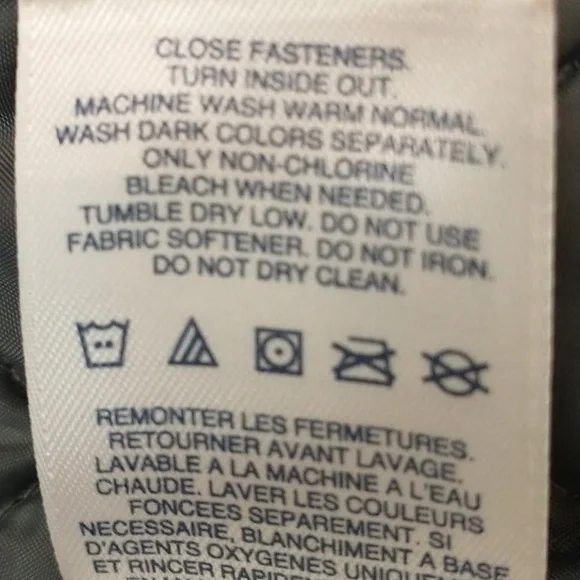 CLOSE FASTENERS.
TURN INSIDE OUT.
MACHINE WASH WARM NORMAL.
WASH DARK COLORS SEPARATELY.
ONLY NON-CHLORINE
BLEACH WHEN NEEDED.
TUMBLE DRY LOW. DO NOT USE
FABRIC SOFTENER. DO NOT IRON.
DO NOT DRY CLEAN.
REMONTER LES FERMETURES.
RETOURNER AVANT LAVAGE.
LAVABLE A LA MACHINE A L'EAU
CHAUDE. LAVER LES COULEURS
FONCEES SEPAREMENT. SI
NECESSAIRE, BLANCHIMENT A BASE
D'AGENTS OXYGENES
ET RINCER